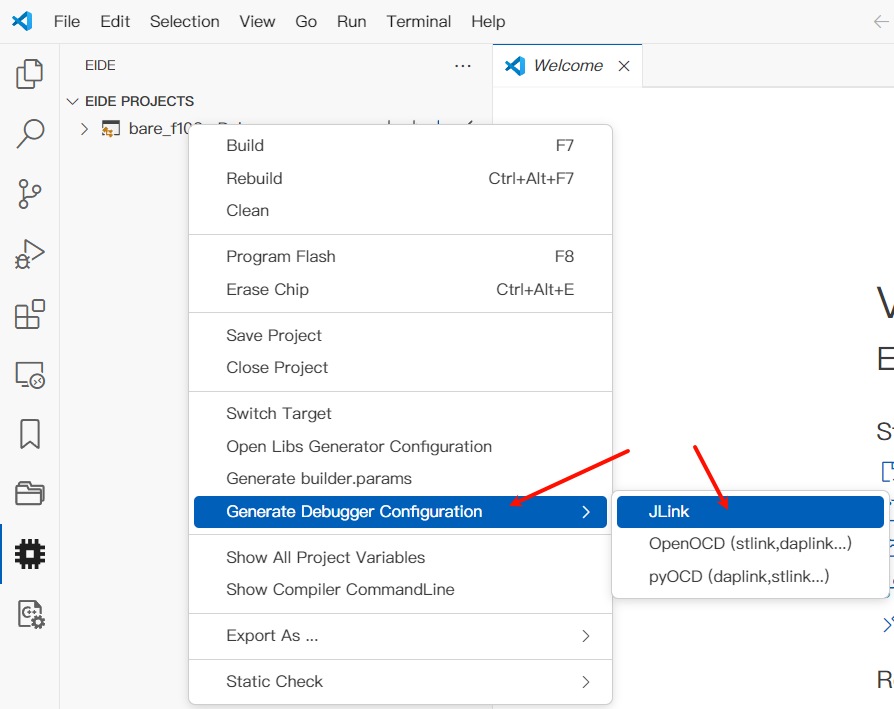 File Edit Selection View Go Run Terminal Help
EIDE
Welcome
EIDE PROJECTS
Build F7
Rebuild Ctrl+Alt+F7
Clean
Program Flash F8
Erase Chip Ctrl+Alt+E
Save Project
Close Project
Switch Target
Open Libs Generator Configuration
Generate builder.params
Generate Debugger Configuration
JLink
OpenOCD (stlink,daplink...)
pyOCD (daplink,stlink...)
Show All Project Variables
Show Compiler CommandLine
Export As ...
Static Check